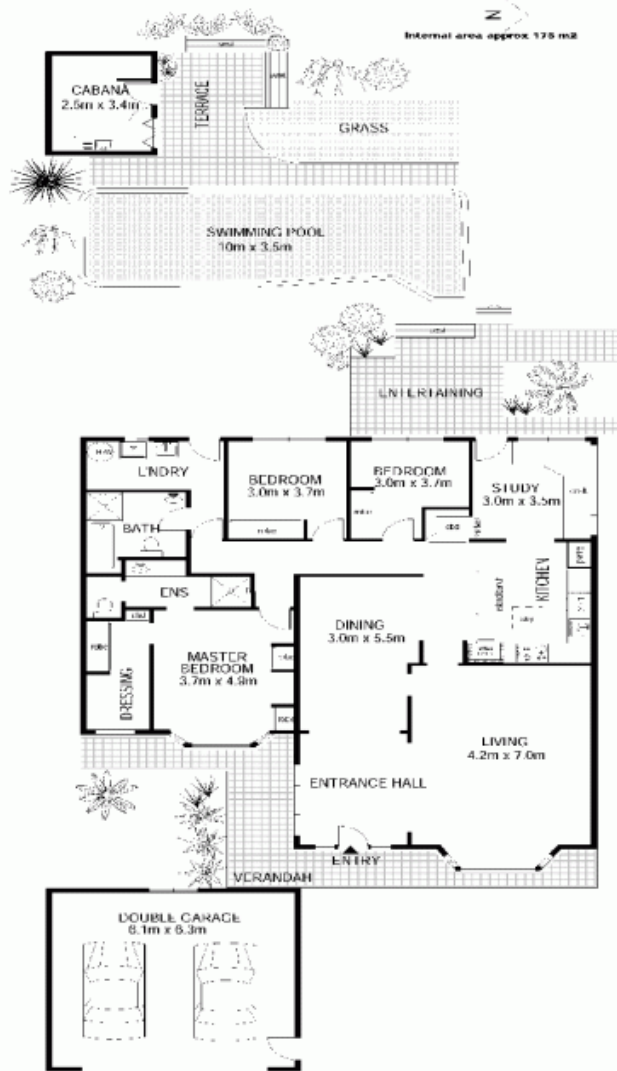 N
Internal area approx 175 m2
CABANA
2.5m x 3.4m
TERRACE
GRASS
SWIMMING POOL
10m x 3.5m
ENTERTAINING
L'NDRY
BEDROOM
3.0m x 3.7m
BEDROOM
3.0m x 3.7m
STUDY
3.0m x 3.5m
BATH
ENS
KITCHEN
DINING
3.0m x 5.5m
MASTER
BEDROOM
3.7m x 4.9m
DRESSING
robe
LIVING
4.2m x 7.0m
ENTRANCE HALL
ENTRY
VERANDAH
DOUBLE GARAGE
6.1m x 6.3m